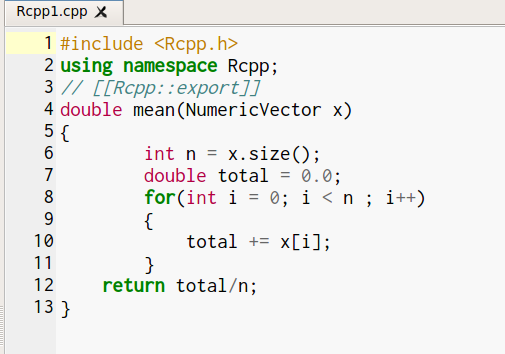 Rcpp1.cpp X
1 #include <Rcpp.h>
2 using namespace Rcpp;
3 // [[Rcpp::export]]
4 double mean(NumericVector x)
5 {
6         int n = x.size();
7         double total = 0.0;
8         for(int i = 0; i < n ; i++)
9         {
10             total += x[i];
11         }
12     return total/n;
13 }